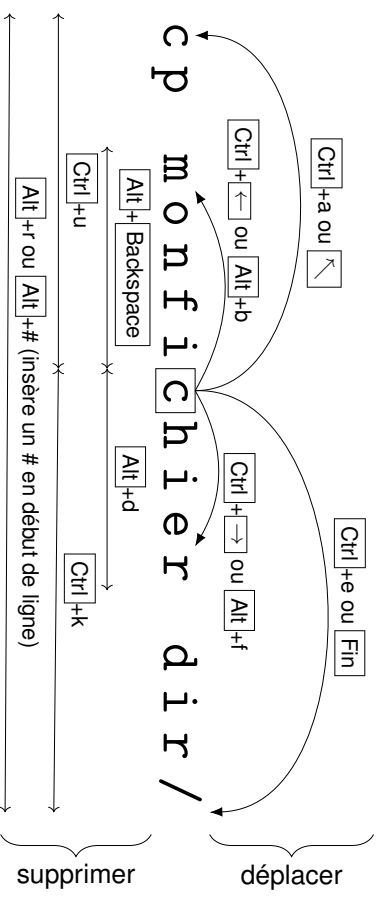 Ctrl+a ou ↖
Ctrl+e ou Fin
déplacer
Ctrl+← ou Alt+b
Ctrl+→ ou Alt+f
cp monfichier dir/
Alt+Backspace
Alt+d
supprimer
Ctrl+u
Ctrl+k
Alt+r ou Alt+# (insère un # en début de ligne)